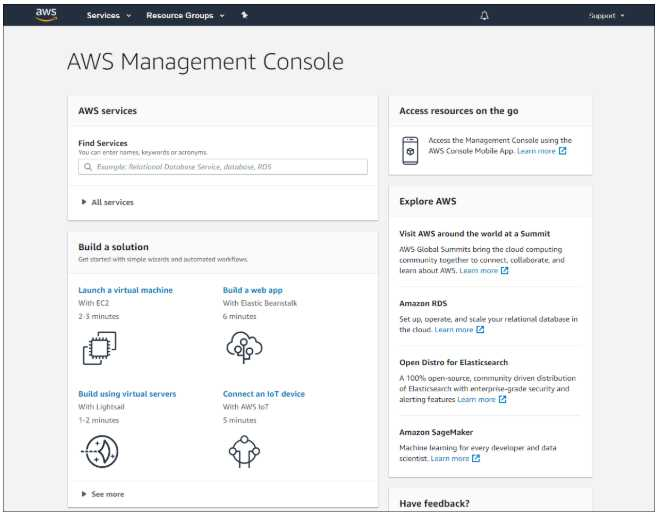 aws
Services
Resource Groups
Support
AWS Management Console
AWS services
Find Services
You can enter names, keywords or acronyms.
Example: Relational Database Service, database, RDS
All services
Build a solution
Get started with simple wizards and automated workflows.
Launch a virtual machine
With EC2
2-3 minutes
Build a web app
With Elastic Beanstalk
6 minutes
Build using virtual servers
With Lightsail
1-2 minutes
Connect an IoT device
With AWS IoT
5 minutes
See more
Access resources on the go
Access the Management Console using the
AWS Console Mobile App. Learn more
Explore AWS
Visit AWS around the world at a Summit
AWS Global Summits bring the cloud computing
community together to connect, collaborate, and
learn about AWS. Learn more
Amazon RDS
Set up, operate, and scale your relational database in
the cloud. Learn more
Open Distro for Elasticsearch
A 100% open-source, community driven distribution
of Elasticsearch with enterprise-grade security and
alerting features Learn more
Amazon SageMaker
Machine learning for every developer and data
scientist. Learn more
Have feedback?